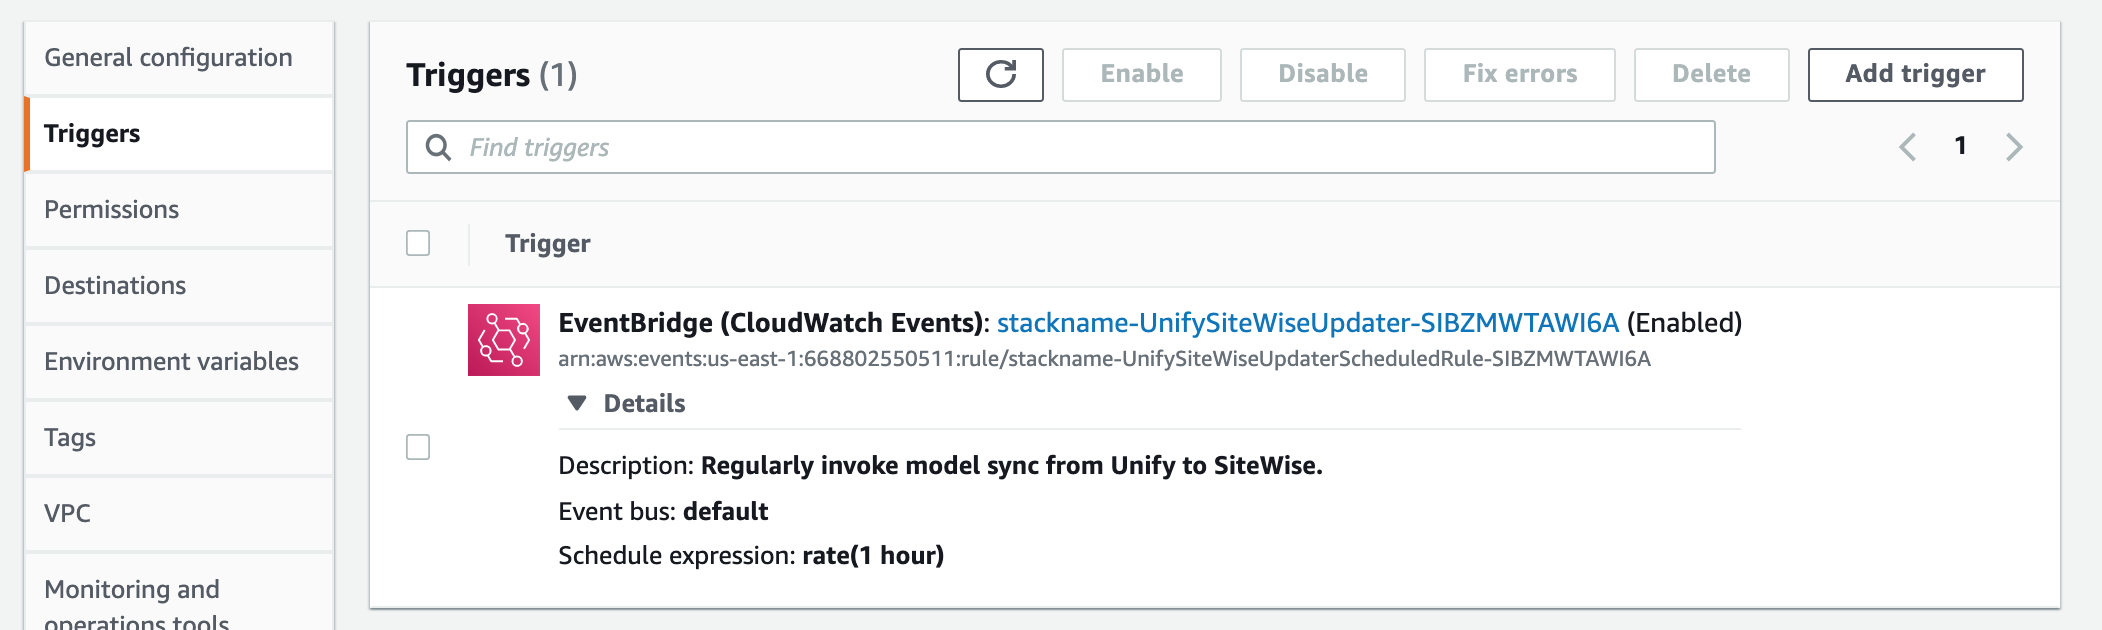 General configuration
Triggers
Permissions
Destinations
Environment variables
Tags
VPC
Monitoring and
operations tools
Triggers (1)
Enable
Disable
Fix errors
Delete
Add trigger
Find triggers
1
Trigger
EventBridge (CloudWatch Events): stackname-UnifySiteWiseUpdater-SIBZMWTAWI6A (Enabled)
arn:aws:events:us-east-1:668802550511:rule/stackname-UnifySiteWiseUpdaterScheduledRule-SIBZMWTAWI6A
Details
Description: Regularly invoke model sync from Unify to SiteWise.
Event bus: default
Schedule expression: rate(1 hour)